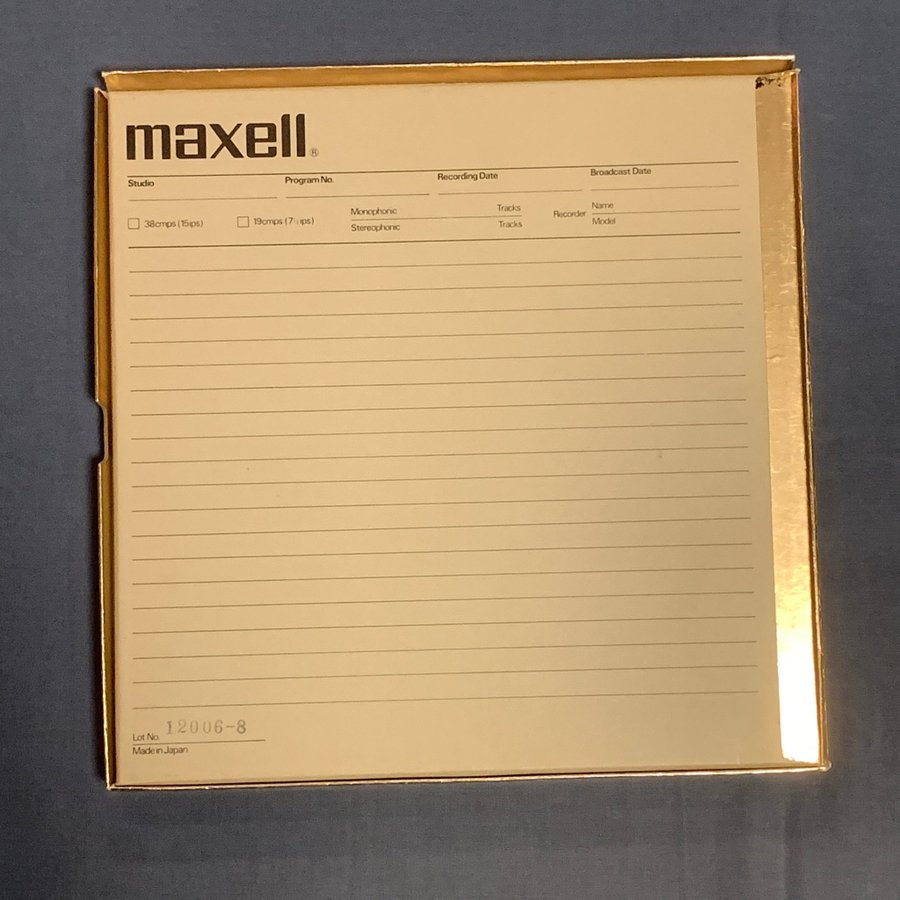 maxell®
Studio Program No. Recording Date Broadcast Date
38cmps (15ips) 19cmps (7½ips) Monophonic Tracks Recorder Name
Stereophonic Tracks Model
Lot No. 12006-8
Made in Japan